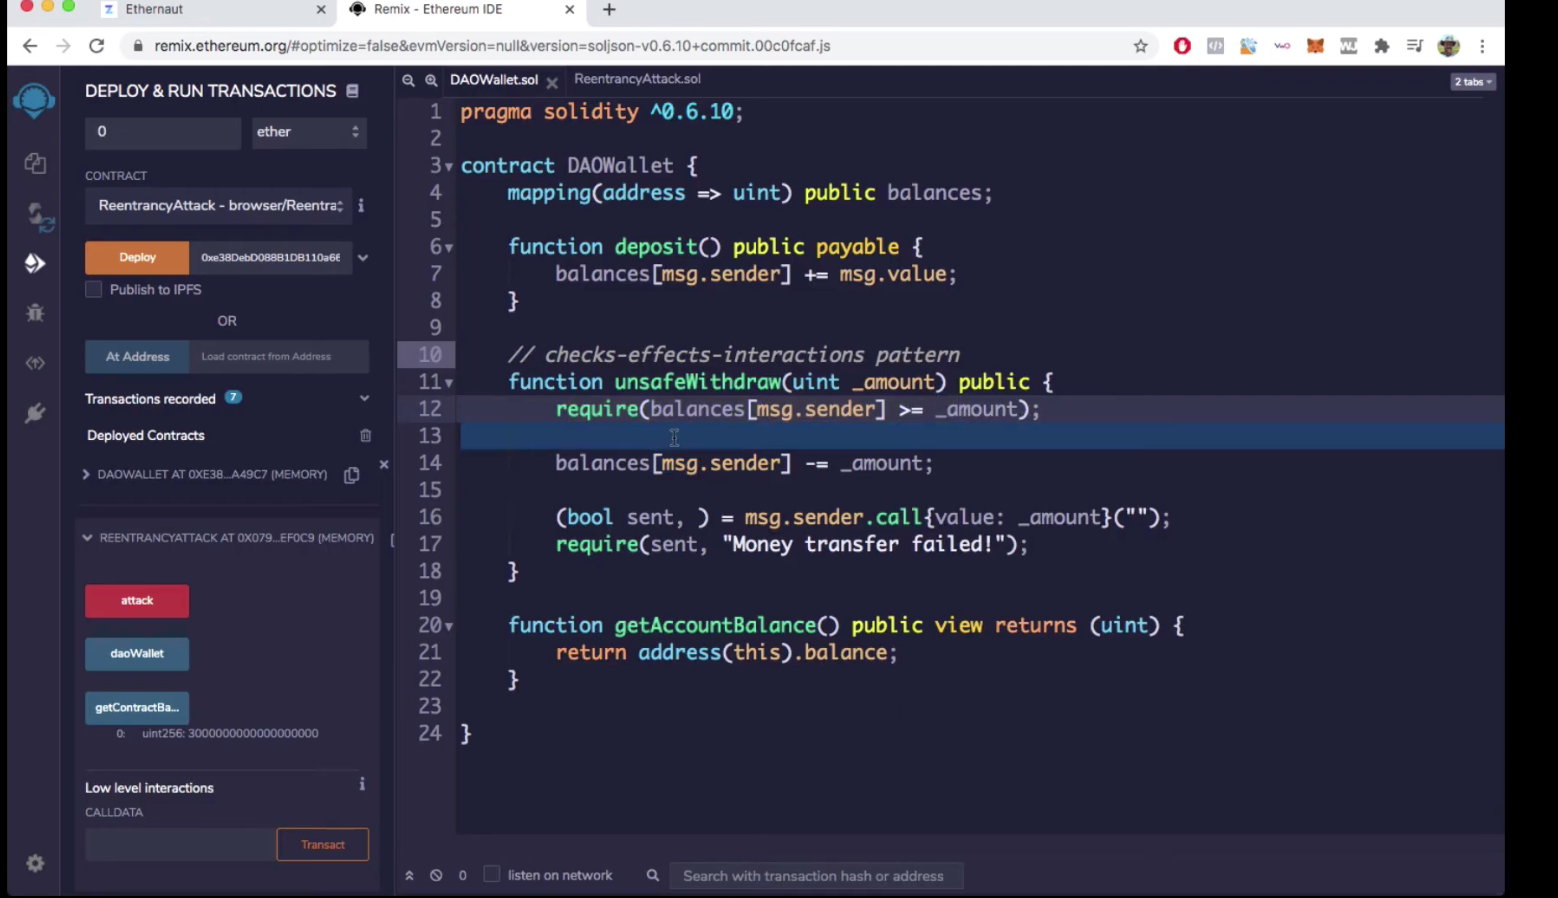 Ethernaut
Remix - Ethereum IDE
remix.ethereum.org/#optimize=false&evmVersion=null&version=soljson-v0.6.10+commit.00c0fcaf.js
DEPLOY & RUN TRANSACTIONS
0
ether
CONTRACT
ReentrancyAttack - browser/Reentra
Deploy
0xe38DebD088B1DB110a66
Publish to IPFS
OR
At Address
Load contract from Address
Transactions recorded 7
Deployed Contracts
DAOWALLET AT 0XE38...A49C7 (MEMORY)
REENTRANCYATTACK AT 0X079...EF0C9 (MEMORY)
attack
daoWallet
getContractBa...
0: uint256: 3000000000000000000
Low level interactions
CALLDATA
Transact
DAOWallet.sol
ReentrancyAttack.sol
2 tabs
1 pragma solidity ^0.6.10;
2
3 contract DAOWallet {
4 mapping(address => uint) public balances;
5
6 function deposit() public payable {
7 balances[msg.sender] += msg.value;
8 }
9
10 // checks-effects-interactions pattern
11 function unsafeWithdraw(uint _amount) public {
12 require(balances[msg.sender] >= _amount);
13
14 balances[msg.sender] -= _amount;
15
16 (bool sent, ) = msg.sender.call{value: _amount}("");
17 require(sent, "Money transfer failed!");
18 }
19
20 function getAccountBalance() public view returns (uint) {
21 return address(this).balance;
22 }
23
24 }
0
listen on network
Search with transaction hash or address